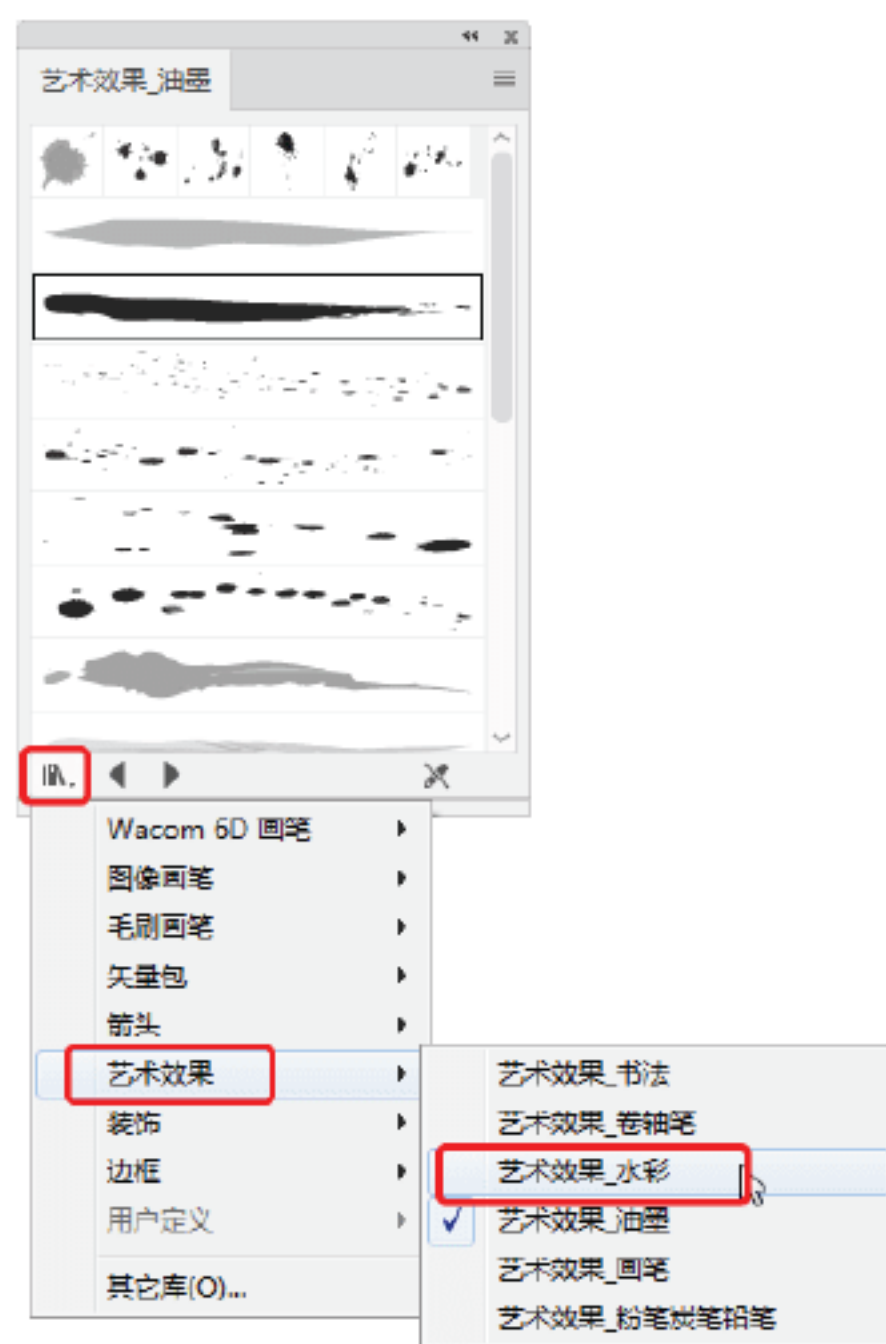 艺术效果_油墨
Wacom 6D 画笔
图像画笔
毛刷画笔
矢量包
箭头
艺术效果
装饰
边框
用户定义
其它库(O)...
艺术效果_书法
艺术效果_卷轴笔
艺术效果_水彩
艺术效果_油墨
艺术效果_画笔
艺术效果_粉笔炭笔铅笔